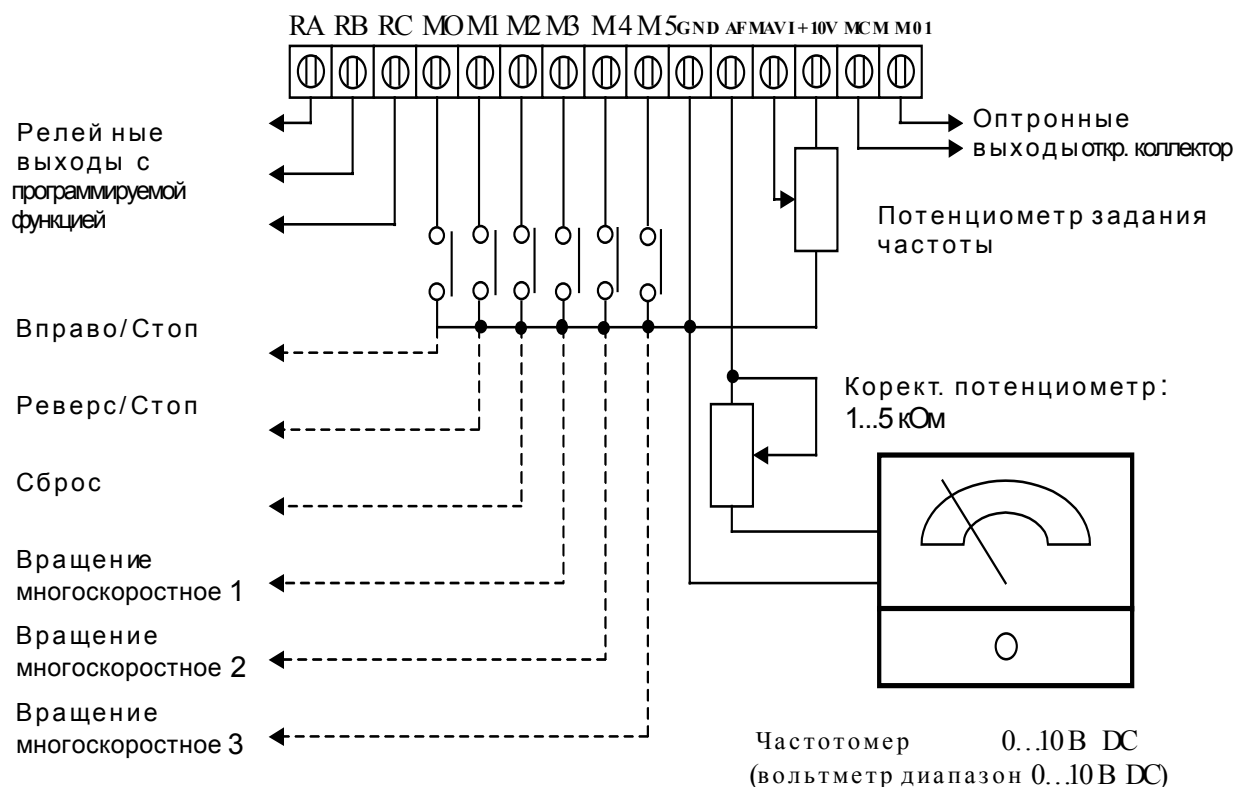 RA RB RC MO M1 M2 M3 M4 M5 GND AFM AVI +10V MCM M01
Релейные
выходы с
программируемой
функцией
Оптронные
выходы откр. коллектор
Потенциометр задания
частоты
Вправо/Стоп
Реверс/Стоп
Корект. потенциометр:
1...5 кОм
Сброс
Вращение
многоскоростное 1
Вращение
многоскоростное 2
Вращение
многоскоростное 3
Частотомер 0...10 В DC
(вольтметр диапазон 0...10 В DC)